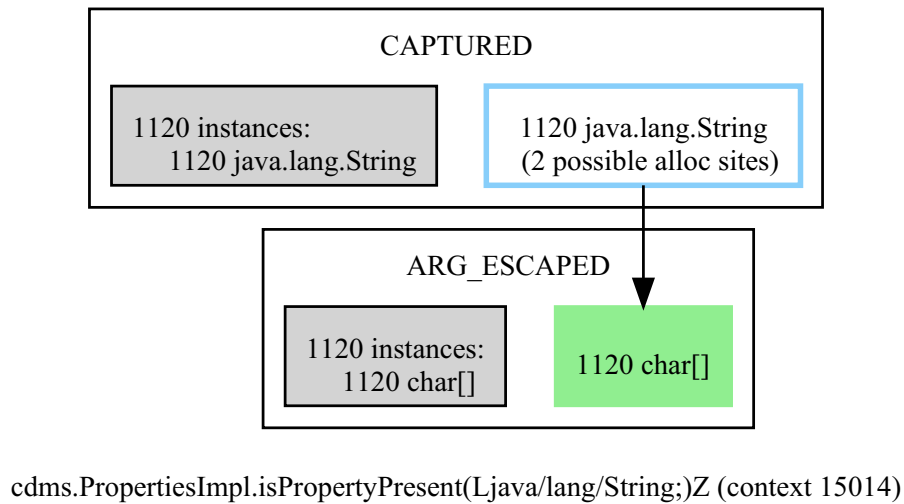 CAPTURED
1120 instances:
1120 java.lang.String
1120 java.lang.String
(2 possible alloc sites)
ARG_ESCAPED
1120 instances:
1120 char[]
1120 char[]
cdms.PropertiesImpl.isPropertyPresent(Ljava/lang/String;)Z (context 15014)